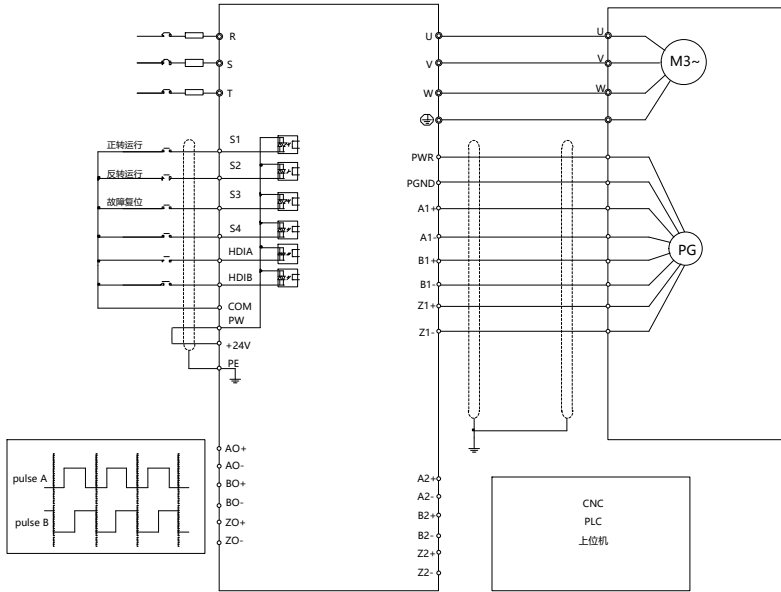 R
S
T
正转运行
反转运行
故障复位
S1
S2
S3
S4
HDIA
HDIB
COM
PW
+24V
PE
AO+
AO-
BO+
BO-
ZO+
ZO-
pulse A
pulse B
U
V
W
PWR
PGND
A1+
A1-
B1+
B1-
Z1+
Z1-
A2+
A2-
B2+
B2-
Z2+
Z2-
U
V
W
M3~
PG
CNC
PLC
上位机